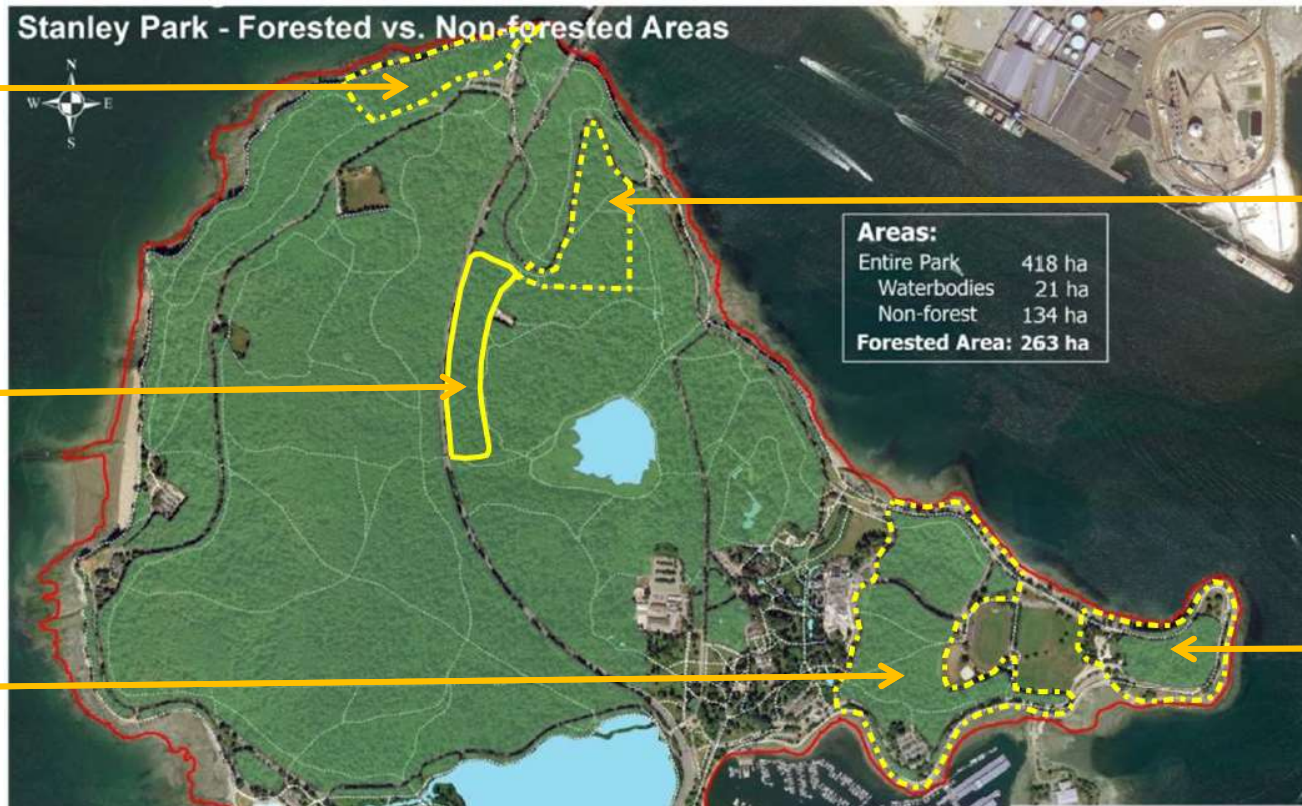 Stanley Park - Forested vs. Non-forested Areas
N
W E
S
Areas:
Entire Park 418 ha
Waterbodies 21 ha
Non-forest 134 ha
Forested Area: 263 ha